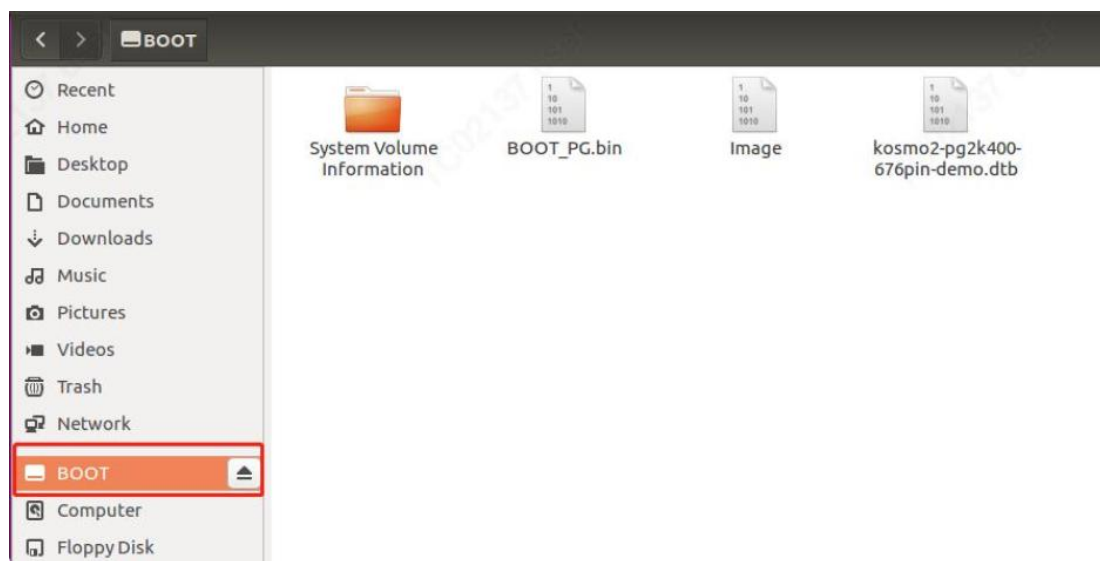 BOOT
Recent
Home
Desktop
Documents
Downloads
Music
Pictures
Videos
Trash
Network
BOOT
Computer
Floppy Disk
System Volume
Information
BOOT_PG.bin
Image
kosmo2-pg2k400-
676pin-demo.dtb